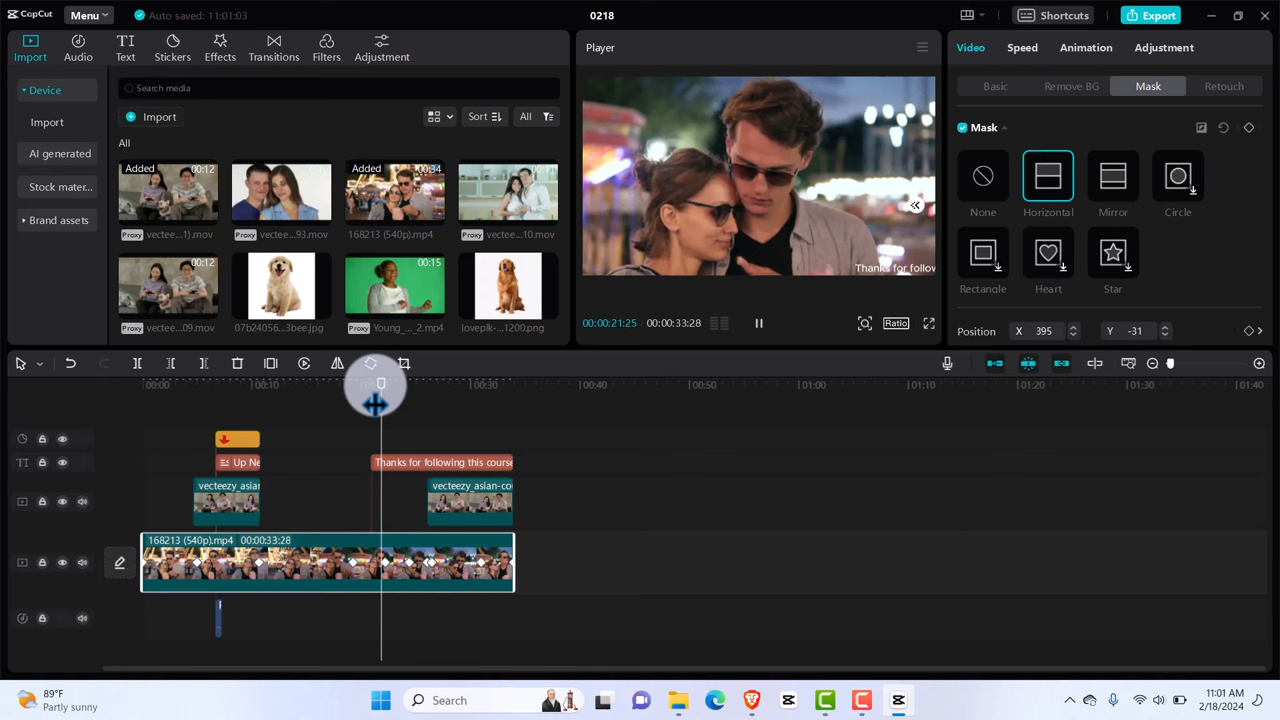 CapCut
Menu
Auto saved: 11:01:03
0218
Shortcuts
Export
Import
Audio
Text
Stickers
Effects
Transitions
Filters
Adjustment
Device
Import
AI generated
Stock mater...
Brand assets
Search media
Import
Sort
All
All
Added 00:12
Added 00:34
Proxy vectee...1).mov
Proxy vectee...93.mov
168213 (540p).mp4
Proxy vectee...10.mov
00:12
00:15
Proxy vectee...09.mov
07b24056...3bee.jpg
Proxy Young_..._2.mp4
lovepik-...1200.png
Player
Thanks for follow
00:00:21:25
00:00:33:28
Ratio
Video
Speed
Animation
Adjustment
Basic
Remove BG
Mask
Retouch
Mask
None
Horizontal
Mirror
Circle
Rectangle
Heart
Star
Position
X 395
Y -31
00:00
00:10
00:30
00:40
00:50
01:00
01:10
01:20
01:30
01:40
TI
Up Ne
Thanks for following this course
vecteezy_asian
vecteezy_asian-co
168213 (540p).mp4 00:00:33:28
89°F
Partly sunny
Search
11:01 AM
2/18/2024